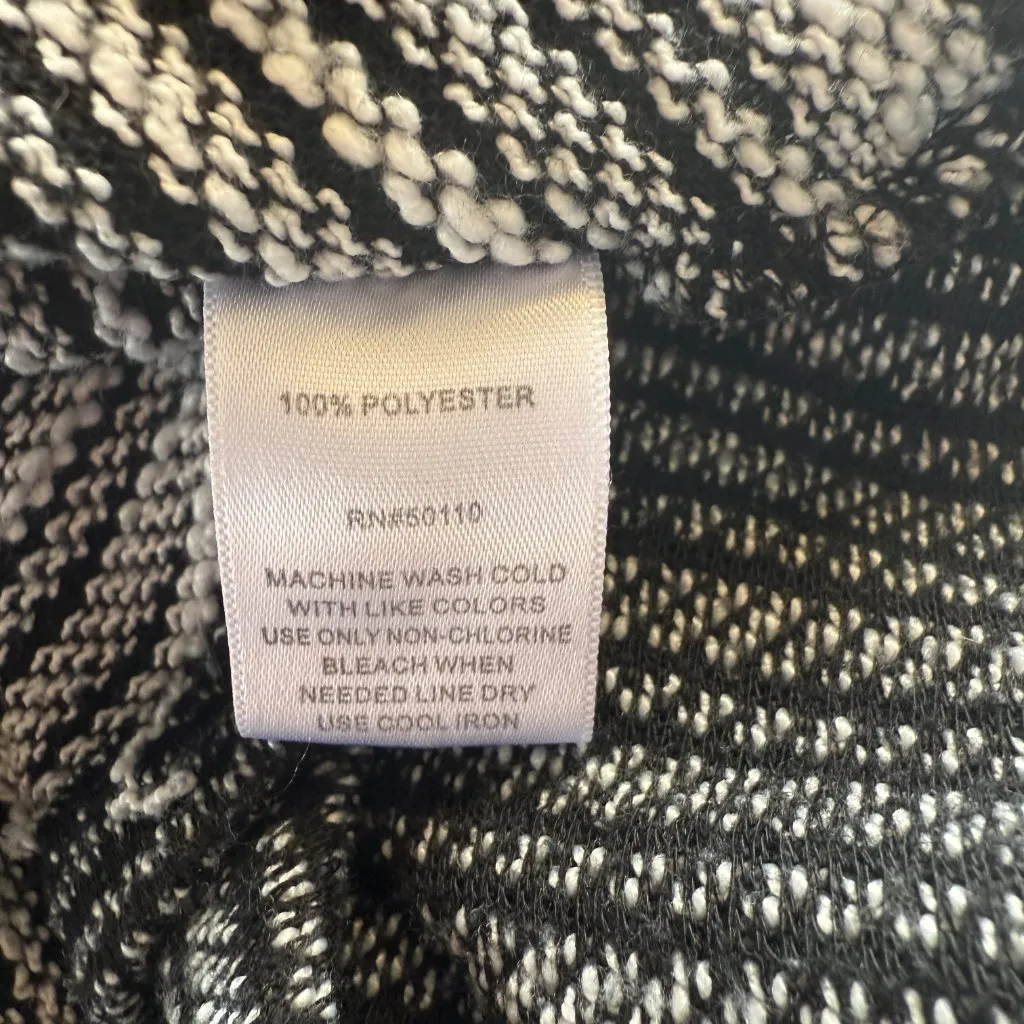 100% POLYESTER
RN#50110
MACHINE WASH COLD
WITH LIKE COLORS
USE ONLY NON-CHLORINE
BLEACH WHEN
NEEDED LINE DRY
USE COOL IRON